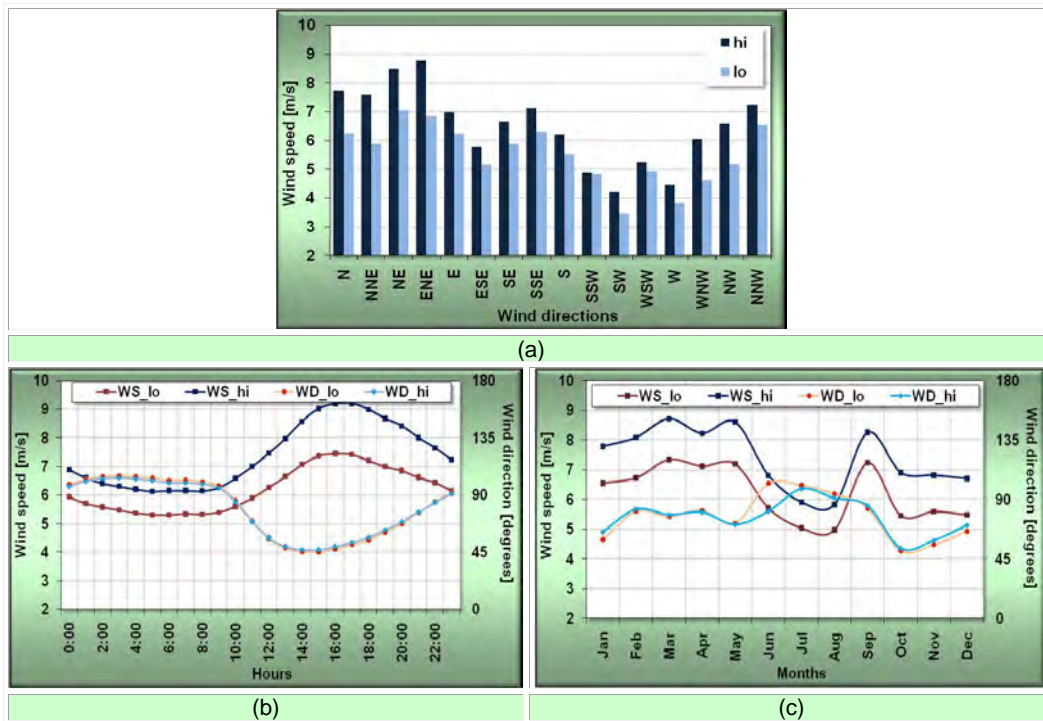 hi
lo
10
9
8
7
6
5
4
3
2
Wind speed [m/s]
N NNE NE ENE E ESE SE SSE S SSW SW WSW W WNW NW NNW
Wind directions
(a)
WS_lo WS_hi WD_lo WD_hi
10
9
8
7
6
5
4
3
2
Wind speed [m/s]
180
135
90
45
0
Wind direction [degrees]
0:00 2:00 4:00 6:00 8:00 10:00 12:00 14:00 16:00 18:00 20:00 22:00
Hours
(b)
WS_lo WS_hi WD_lo WD_hi
10
9
8
7
6
5
4
3
2
Wind speed [m/s]
180
135
90
45
0
Wind direction [degrees]
Jan Feb Mar Apr May Jun Jul Aug Sep Oct Nov Dec
Months
(c)